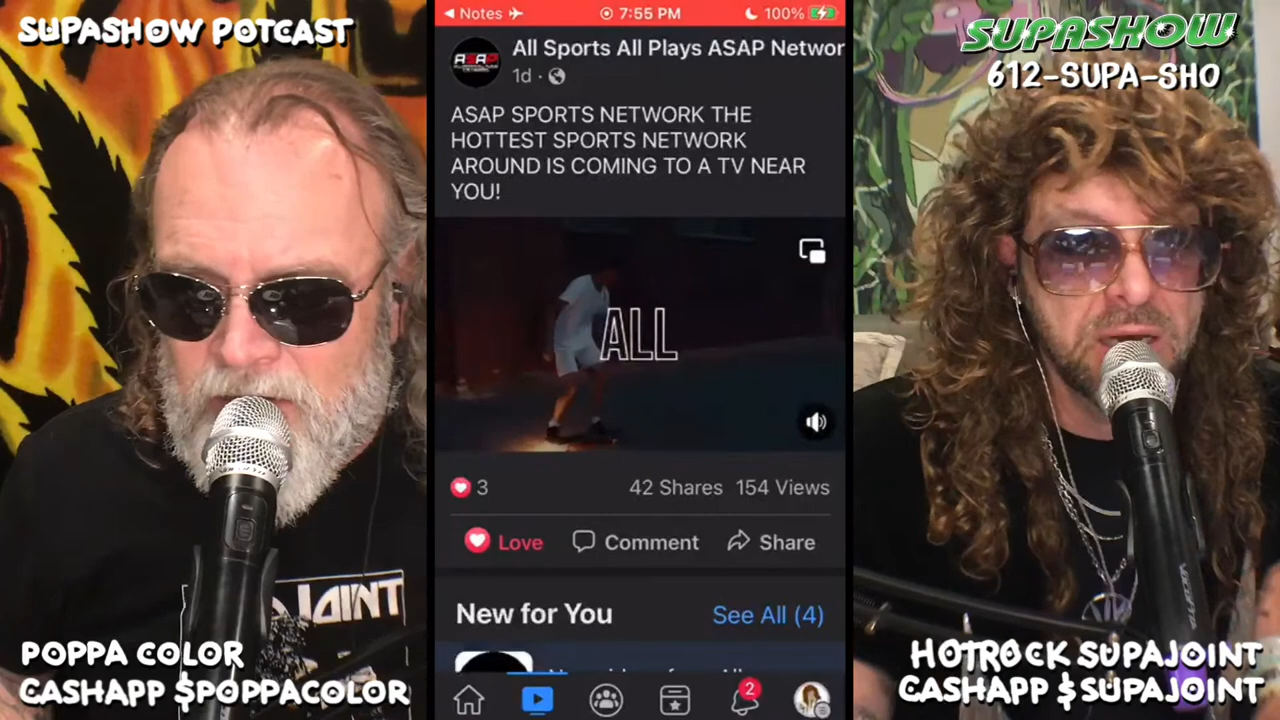 SUPASHOW POTCAST
Notes
7:55 PM
100%
SUPASHOW
612-SUPA-SHO
ASAP
All Sports All Plays ASAP Networ
1d
ASAP SPORTS NETWORK THE
HOTTEST SPORTS NETWORK
AROUND IS COMING TO A TV NEAR
YOU!
ALL
3
42 Shares 154 Views
Love
Comment
Share
New for You
See All (4)
2
JOINT
POPPA COLOR
CASHAPP $POPPACOLOR
HOTROCK SUPAJOINT
CASHAPP $SUPAJOINT